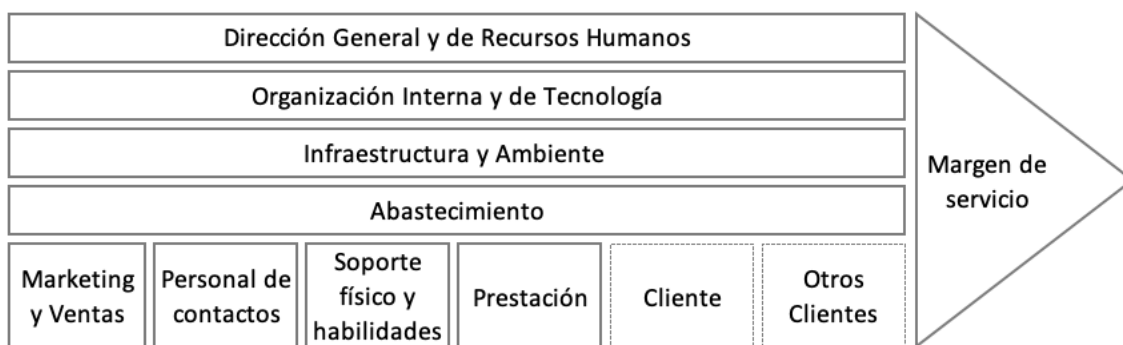 Dirección General y de Recursos Humanos
Organización Interna y de Tecnología
Infraestructura y Ambiente
Abastecimiento
Marketing
y Ventas
Personal de
contactos
Soporte
físico y
habilidades
Prestación
Cliente
Otros
Clientes
Margen de
servicio